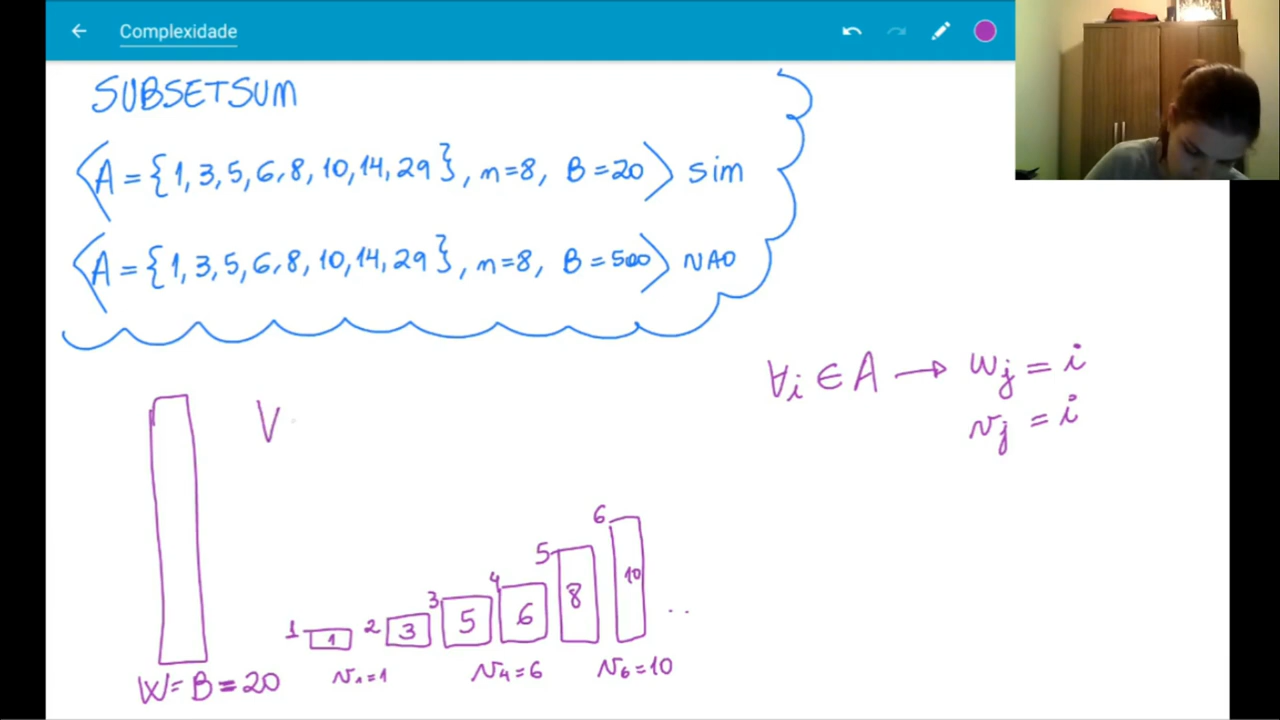 Complexidade
SUBSETSUM
⟨A = {1, 3, 5, 6, 8, 10, 14, 29}, n=8, B=20⟩ sim
⟨A = {1, 3, 5, 6, 8, 10, 14, 29}, n=8, B=500⟩ NAO
∀i ∈ A → wj = i
vj = i
V
1 2 3 4 5 6
1 3 5 6 8 10 ..
W=B=20
v1=1 v4=6 v6=10